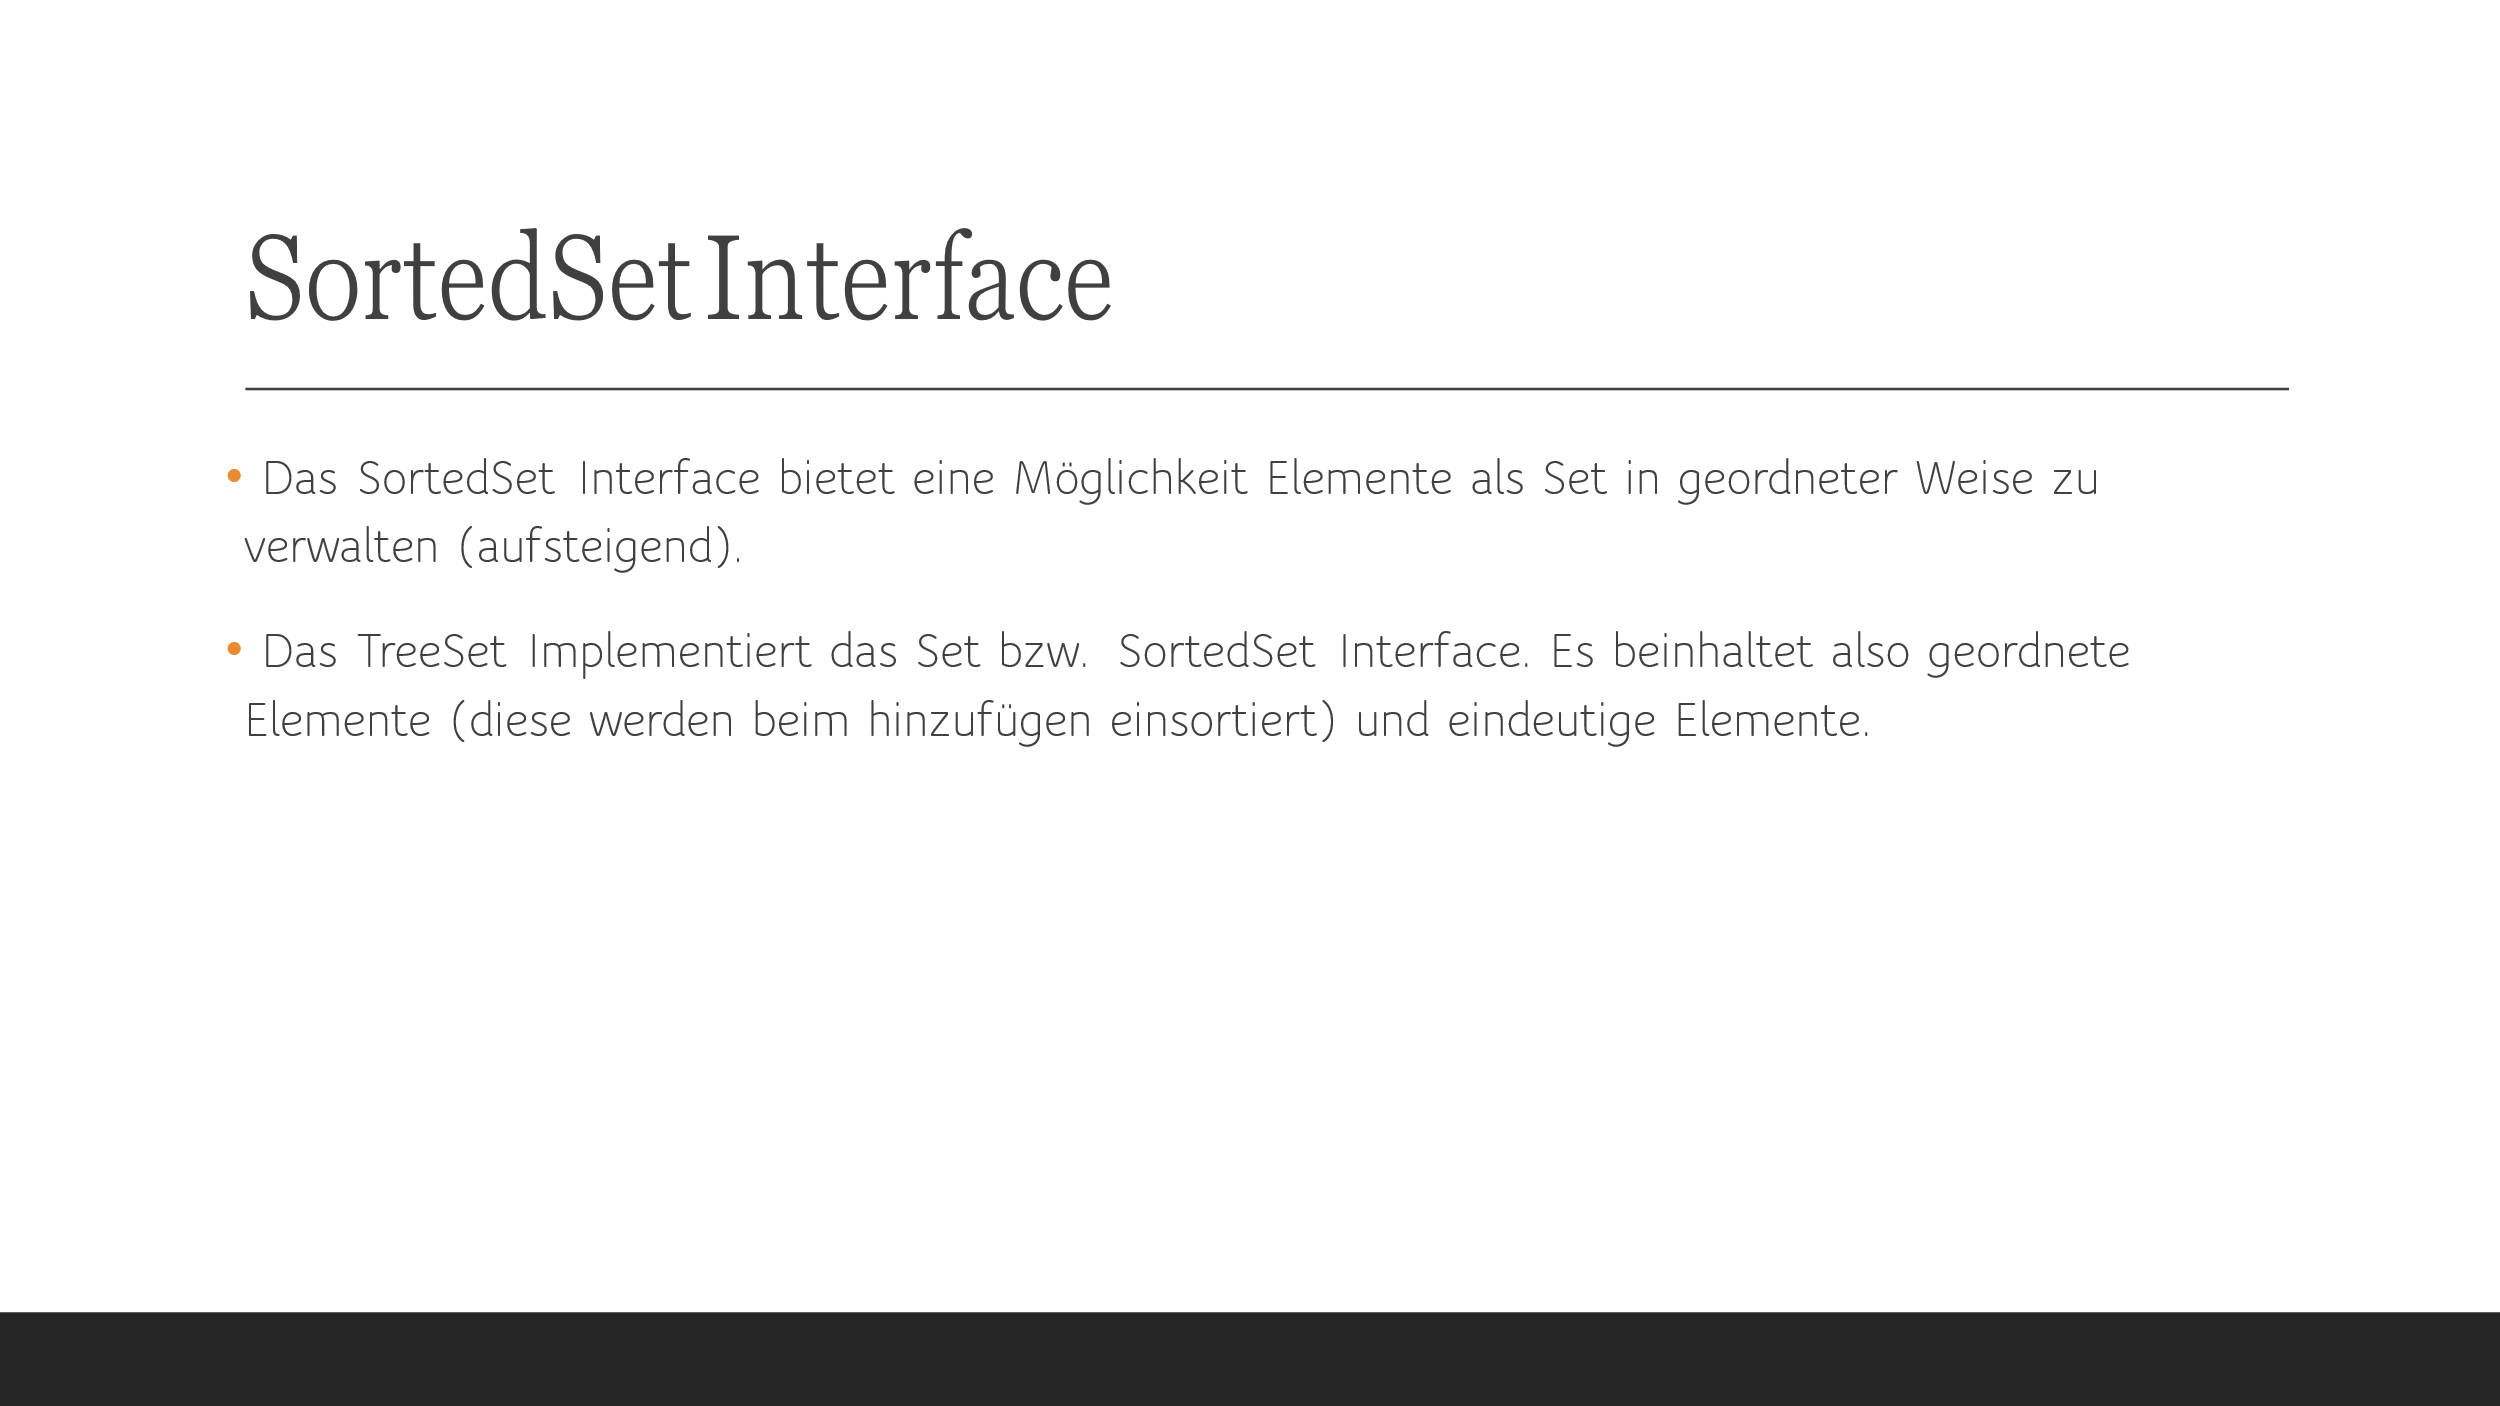 SortedSet Interface
• Das SortedSet Interface bietet eine Möglichkeit Elemente als Set in geordneter Weise zu
verwalten (aufsteigend).
• Das TreeSet Implementiert das Set bzw. SortedSet Interface. Es beinhaltet also geordnete
Elemente (diese werden beim hinzufügen einsortiert) und eindeutige Elemente.